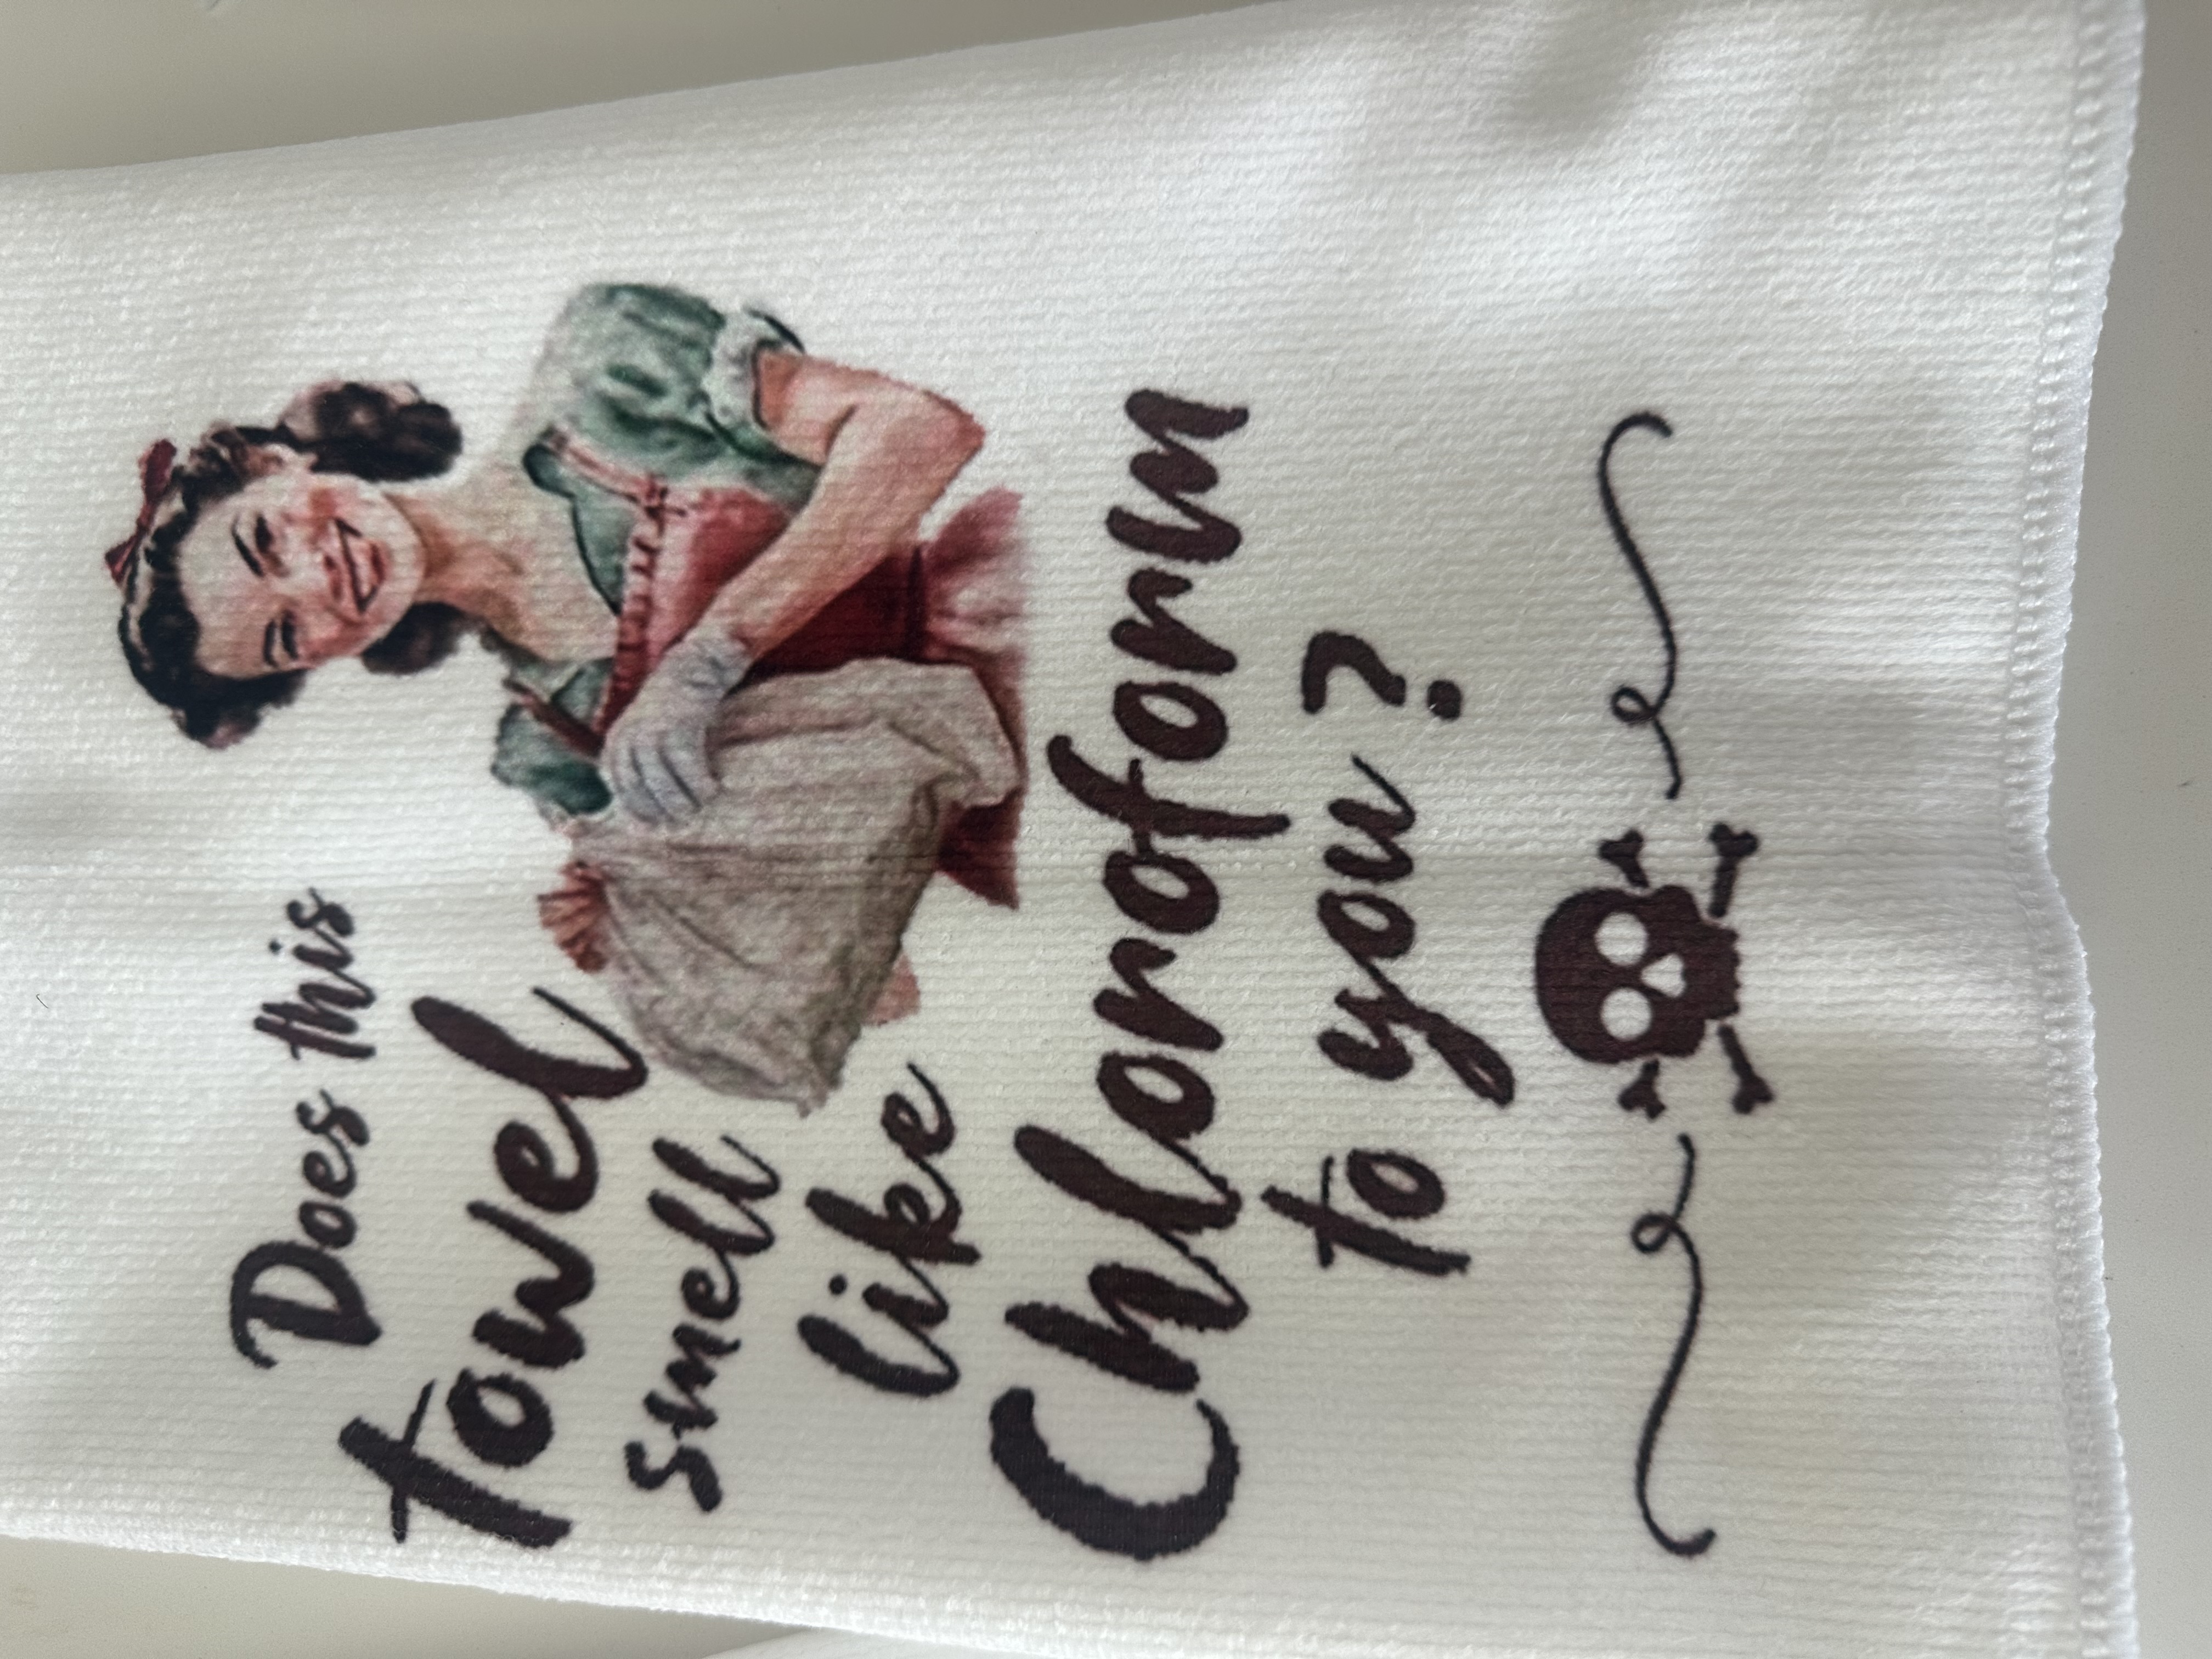 Does this
towel
smell
like
Chloroform
to you?